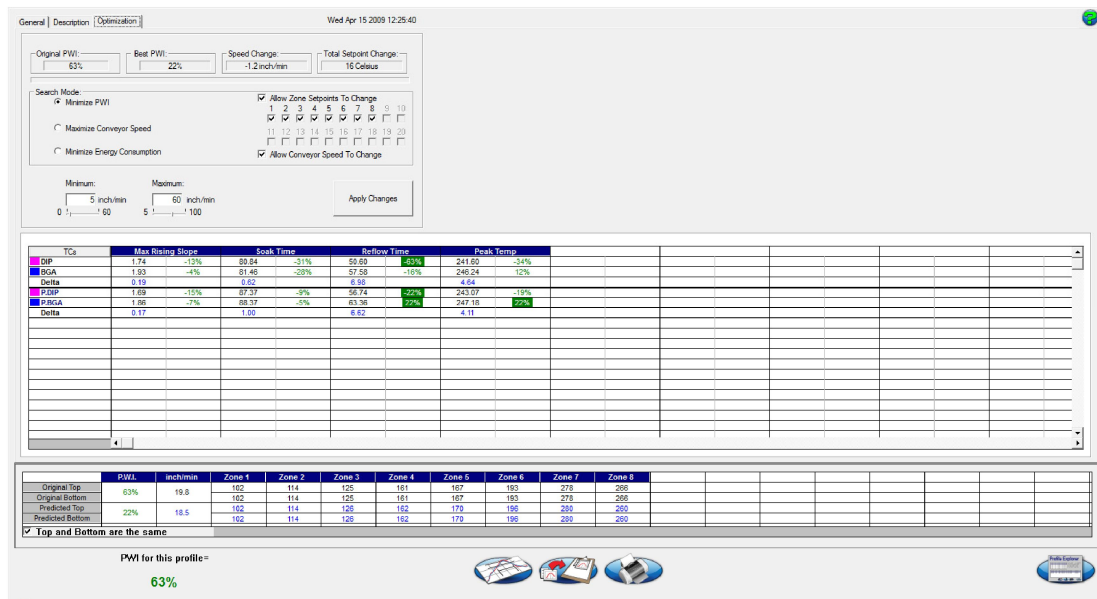 General Description Optimization Wed Apr 15 2009 12:25:40
Original PWI: Best PWI: Speed Change: Total Setpoint Change:
63% 22% -1.2 inch/min 16 Celsius
Search Mode:
Minimize PWI Allow Zone Setpoints To Change
1 2 3 4 5 6 7 8 9 10
Maximize Conveyor Speed
11 12 13 14 15 16 17 18 19 20
Minimize Energy Consumption Allow Conveyor Speed To Change
Minimum: Maximum:
5 inch/min 60 inch/min Apply Changes
0 60 5 100
TCs Max Rising Slope Soak Time Reflow Time Peak Temp
DIP 1.74 -13% 80.84 -31% 50.60 -63% 241.60 -34%
BGA 1.93 -4% 81.46 -28% 57.58 -16% 246.24 12%
Delta 0.19 0.62 6.98 4.64
P.DIP 1.69 -15% 87.37 -9% 56.74 -22% 243.07 -19%
P.BGA 1.86 -7% 88.37 -5% 63.36 22% 247.18 22%
Delta 0.17 1.00 6.62 4.11
P.W.I. inch/min Zone 1 Zone 2 Zone 3 Zone 4 Zone 5 Zone 6 Zone 7 Zone 8
Original Top 63% 19.8 102 114 125 161 167 193 278 266
Original Bottom 102 114 125 161 167 193 278 266
Predicted Top 22% 18.5 102 114 126 162 170 196 280 260
Predicted Bottom 102 114 126 162 170 196 280 260
Top and Bottom are the same
PWI for this profile=
63%
Profile Explorer